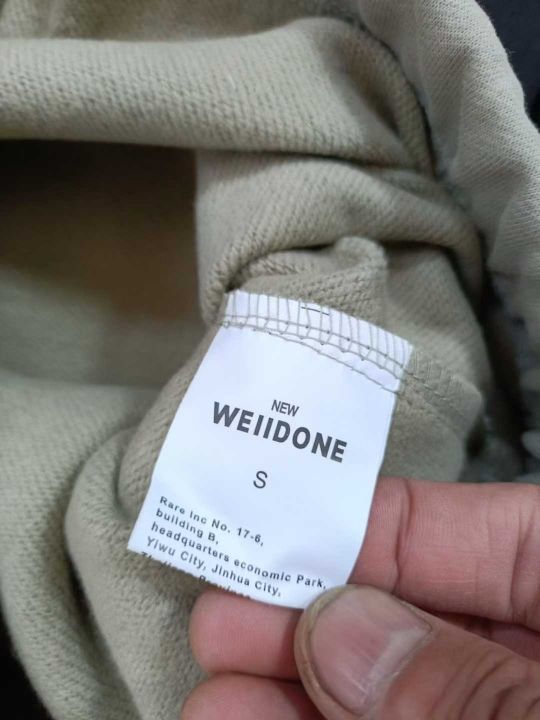 NEW
WEIIDONE
S
Rare Inc No. 17-6,
building B,
headquarters economic Park,
Yiwu City, Jinhua City,